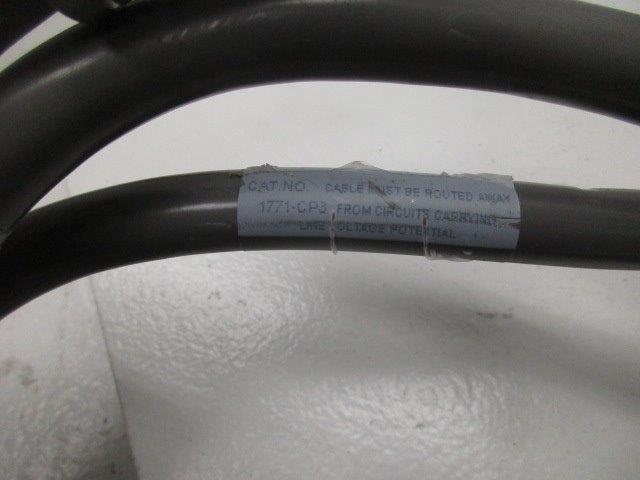 CAT.NO. CABLE MUST BE ROUTED AWAY
1771-CP3 FROM CIRCUITS CARRYING
LINE VOLTAGE POTENTIAL